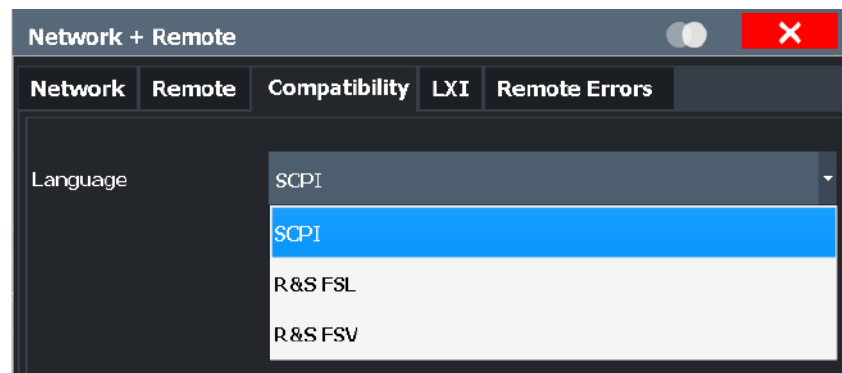 Network + Remote
Network Remote Compatibility LXI Remote Errors
Language SCPI
SCPI
R&S FSL
R&S FSV